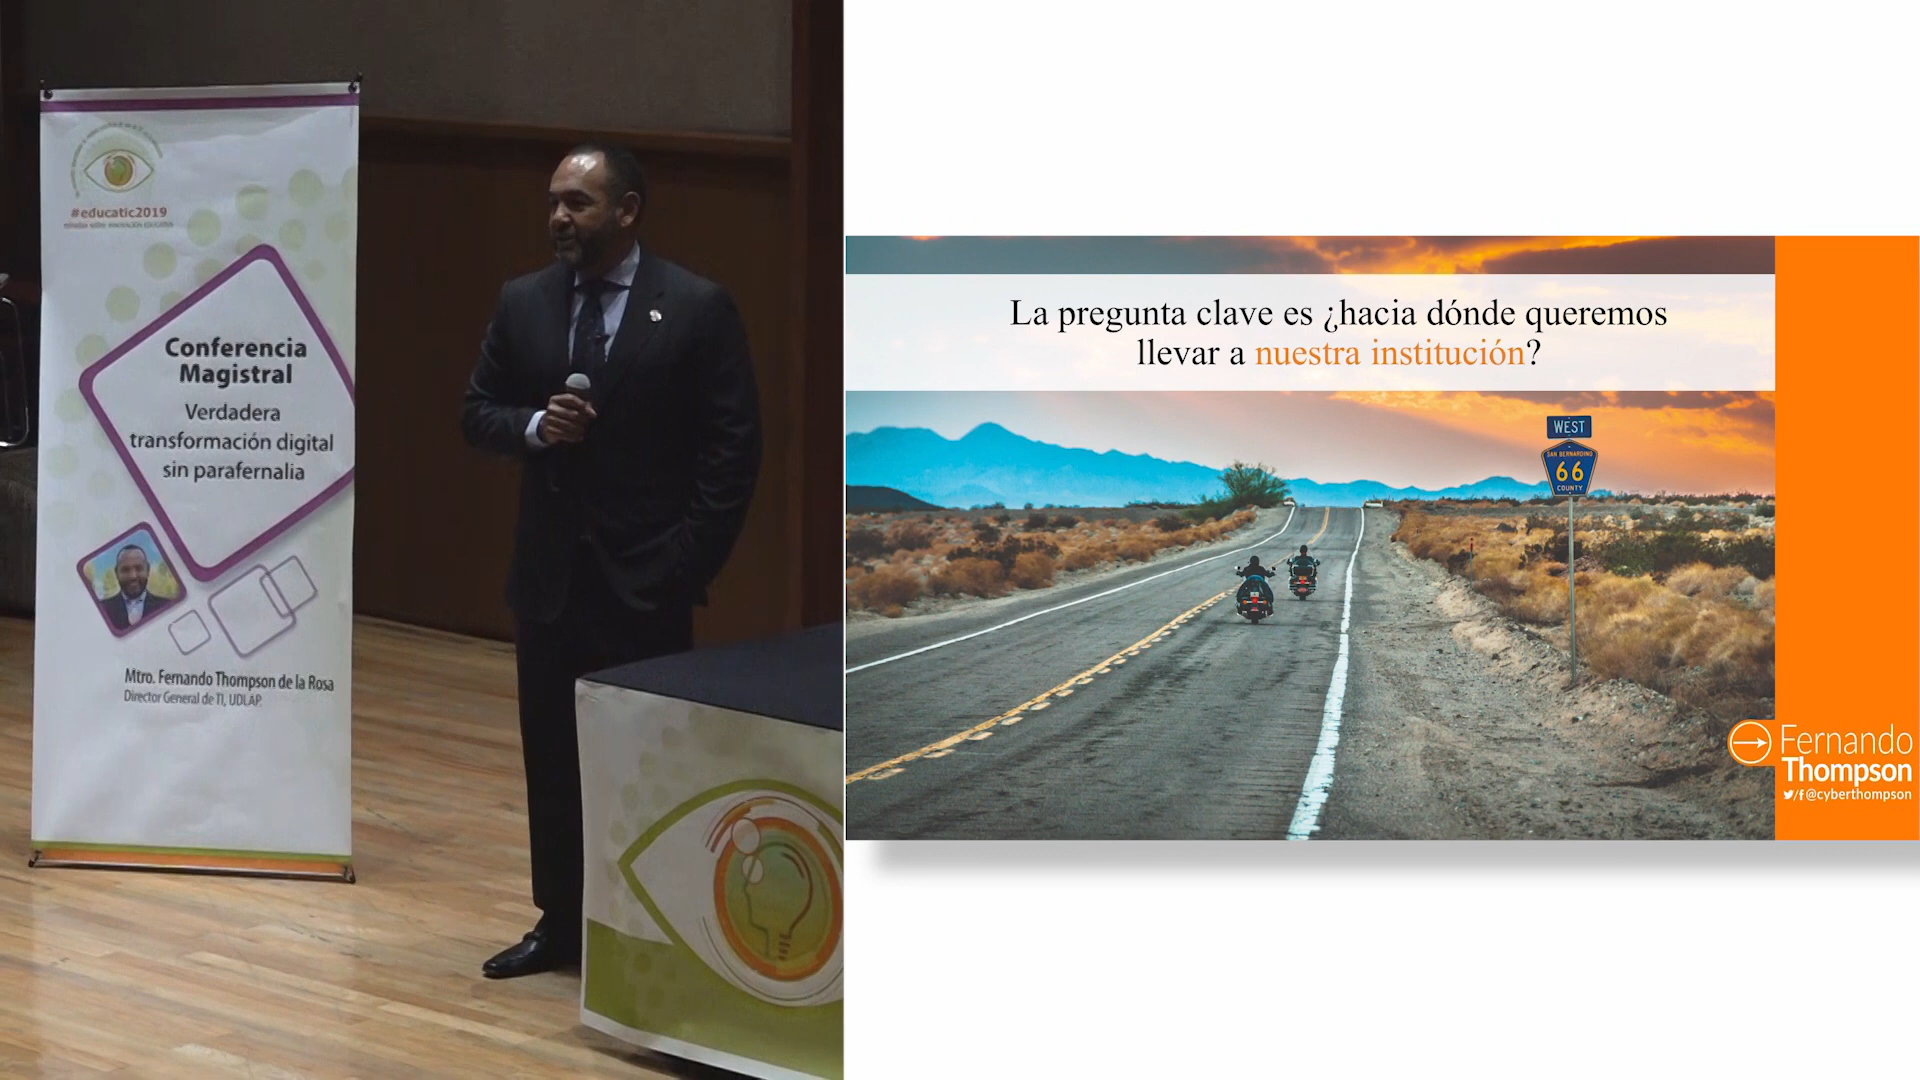 #educatic2019
Conferencia
Magistral
Verdadera
transformación digital
sin parafernalia
Mtro. Fernando Thompson de la Rosa
Director General de TI, UDLAP
La pregunta clave es ¿hacia dónde queremos
llevar a nuestra institución?
WEST
SAN BERNARDINO
66
COUNTY
Fernando
Thompson
/f@cyberthompson